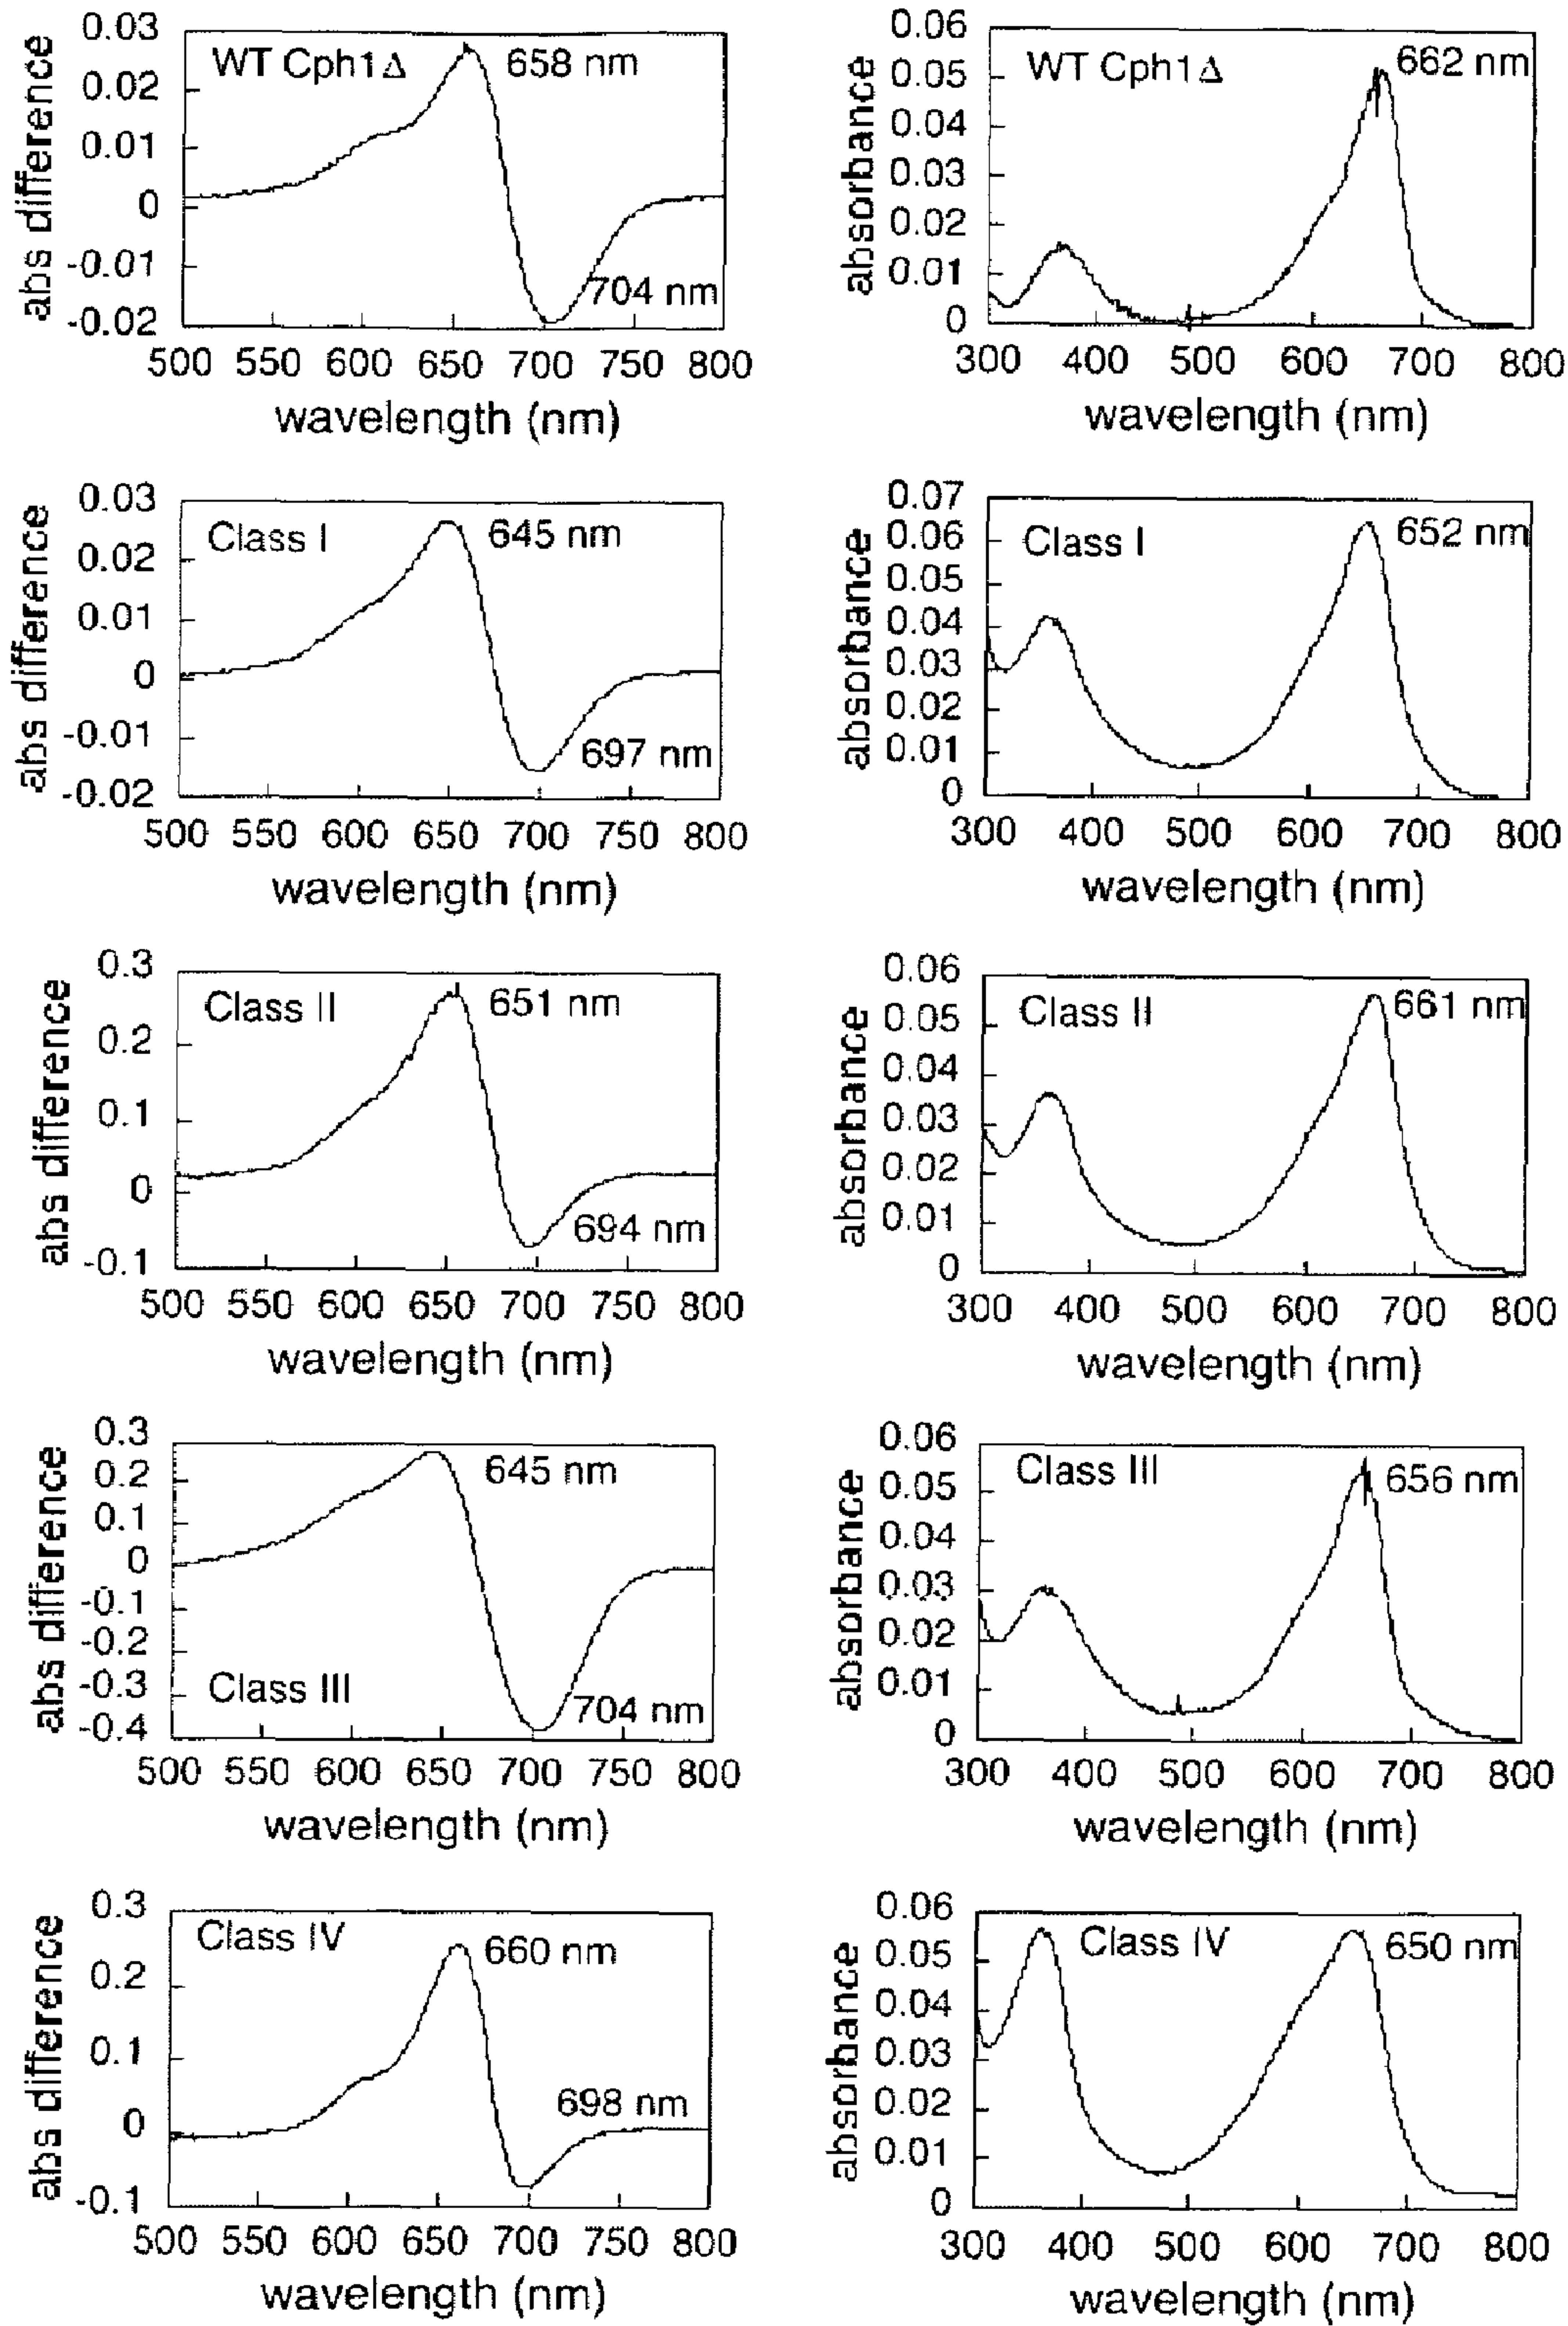 abs difference
0.03
0.02
0.01
0
-0.01
-0.02
WT Cph1Δ
658 nm
704 nm
500 550 600 650 700 750 800
wavelength (nm)
absorbance
0.06
0.05
0.04
0.03
0.02
0.01
0
WT Cph1Δ
662 nm
300 400 500 600 700 800
wavelength (nm)
abs difference
0.03
0.02
0.01
0
-0.01
-0.02
Class I
645 nm
697 nm
500 550 600 650 700 750 800
wavelength (nm)
absorbance
0.07
0.06
0.05
0.04
0.03
0.02
0.01
0
Class I
652 nm
300 400 500 600 700 800
wavelength (nm)
abs difference
0.3
0.2
0.1
0
-0.1
Class II
651 nm
694 nm
500 550 600 650 700 750 800
wavelength (nm)
absorbance
0.06
0.05
0.04
0.03
0.02
0.01
0
Class II
661 nm
300 400 500 600 700 800
wavelength (nm)
abs difference
0.3
0.2
0.1
0
-0.1
-0.2
-0.3
-0.4
645 nm
Class III
704 nm
500 550 600 650 700 750 800
wavelength (nm)
absorbance
0.06
0.05
0.04
0.03
0.02
0.01
0
Class III
656 nm
300 400 500 600 700 800
wavelength (nm)
abs difference
0.3
0.2
0.1
0
-0.1
Class IV
660 nm
698 nm
500 550 600 650 700 750 800
wavelength (nm)
absorbance
0.06
0.05
0.04
0.03
0.02
0.01
0
Class IV
650 nm
300 400 500 600 700 800
wavelength (nm)